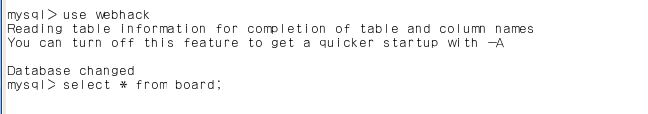 mysql> use webhack
Reading table information for completion of table and column names
You can turn off this feature to get a quicker startup with -A
Database changed
mysql> select * from board;